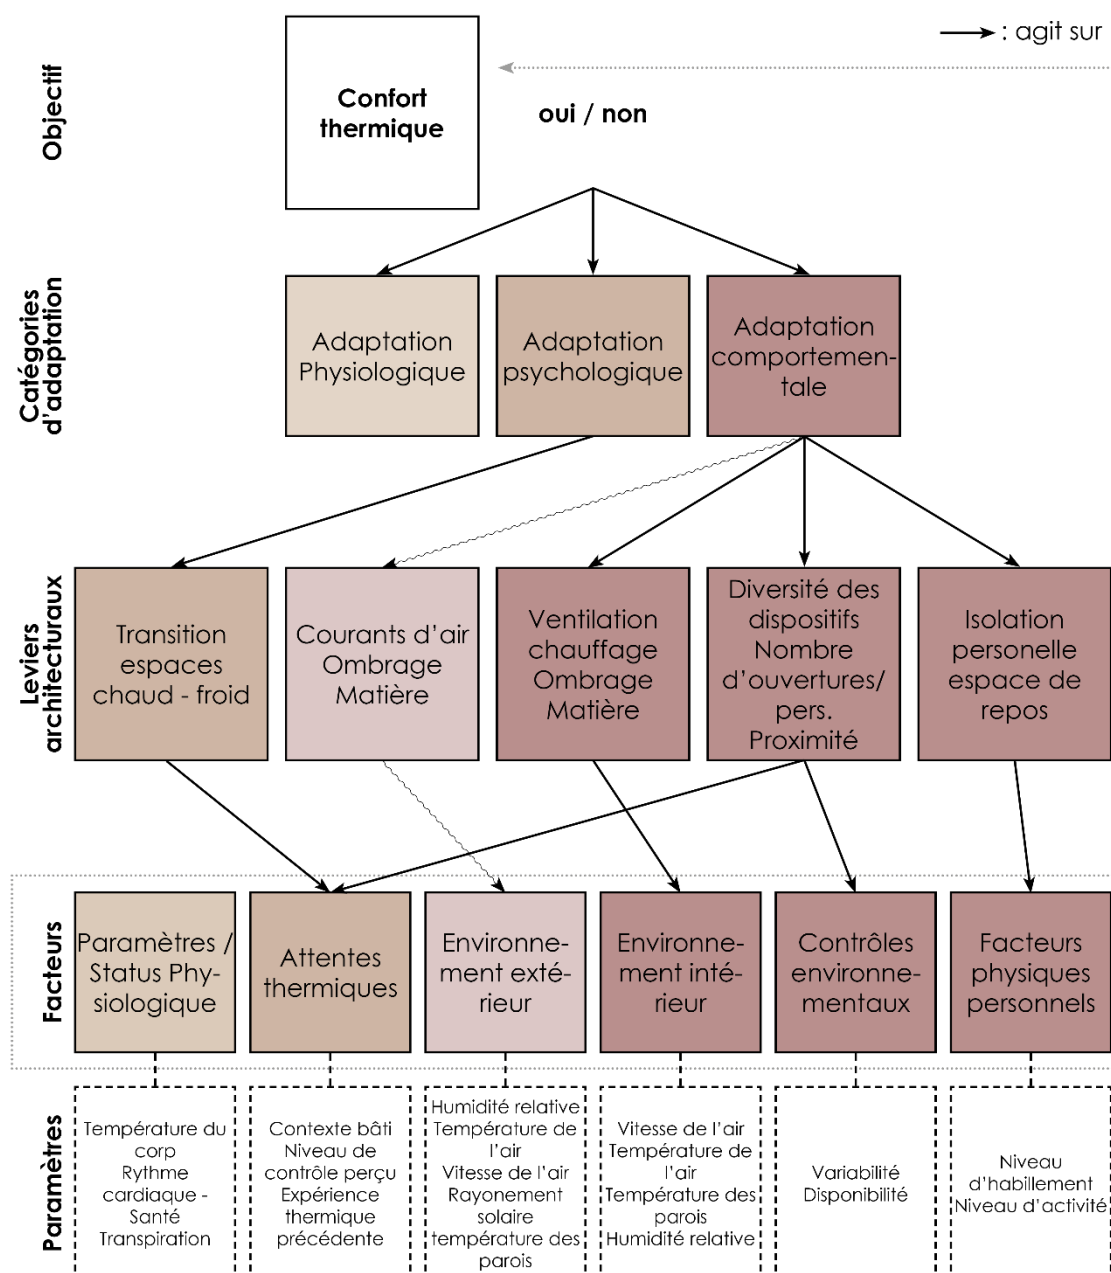 : agit sur
Objectif
Confort
thermique
oui / non
Catégories
d'adaptation
Adaptation
Physiologique
Adaptation
psychologique
Adaptation
comportemen-
tale
Leviers
architecturaux
Transition
espaces
chaud - froid
Courants d'air
Ombrage
Matière
Ventilation
chauffage
Ombrage
Matière
Diversité des
dispositifs
Nombre
d'ouvertures/
pers.
Proximité
Isolation
personelle
espace de
repos
Facteurs
Paramètres /
Status Phy-
siologique
Attentes
thermiques
Environne-
ment exté-
rieur
Environne-
ment inté-
rieur
Contrôles
environne-
mentaux
Facteurs
physiques
personnels
Paramètres
Température du
corp
Rythme
cardiaque -
Santé
Transpiration
Contexte bâti
Niveau de
contrôle perçu
Expérience
thermique
précédente
Humidité relative
Température de
l'air
Vitesse de l'air
Rayonement
solaire
température des
parois
Vitesse de l'air
Température de
l'air
Température des
parois
Humidité relative
Variabilité
Disponibilité
Niveau
d'habillement
Niveau d'activité